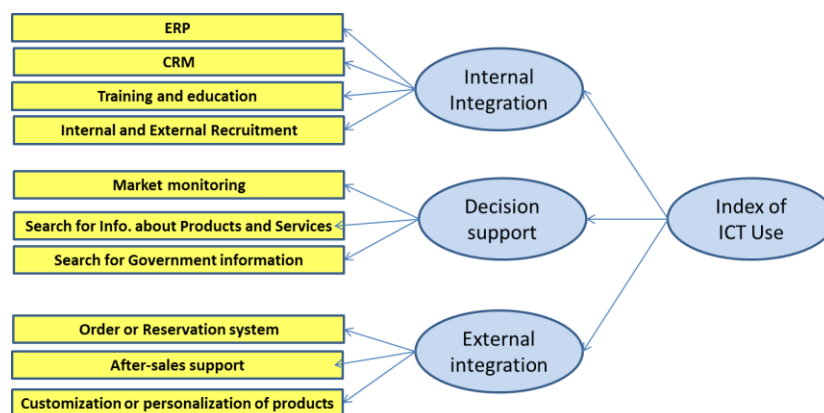 ERP
CRM
Training and education
Internal and External Recruitment
Internal
Integration
Market monitoring
Search for Info. about Products and Services
Search for Government information
Decision
support
Index of
ICT Use
Order or Reservation system
After-sales support
Customization or personalization of products
External
integration